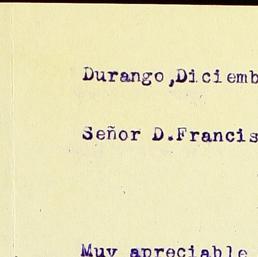 Durango,Diciemb
Señor D.Francis
Muy apreciable